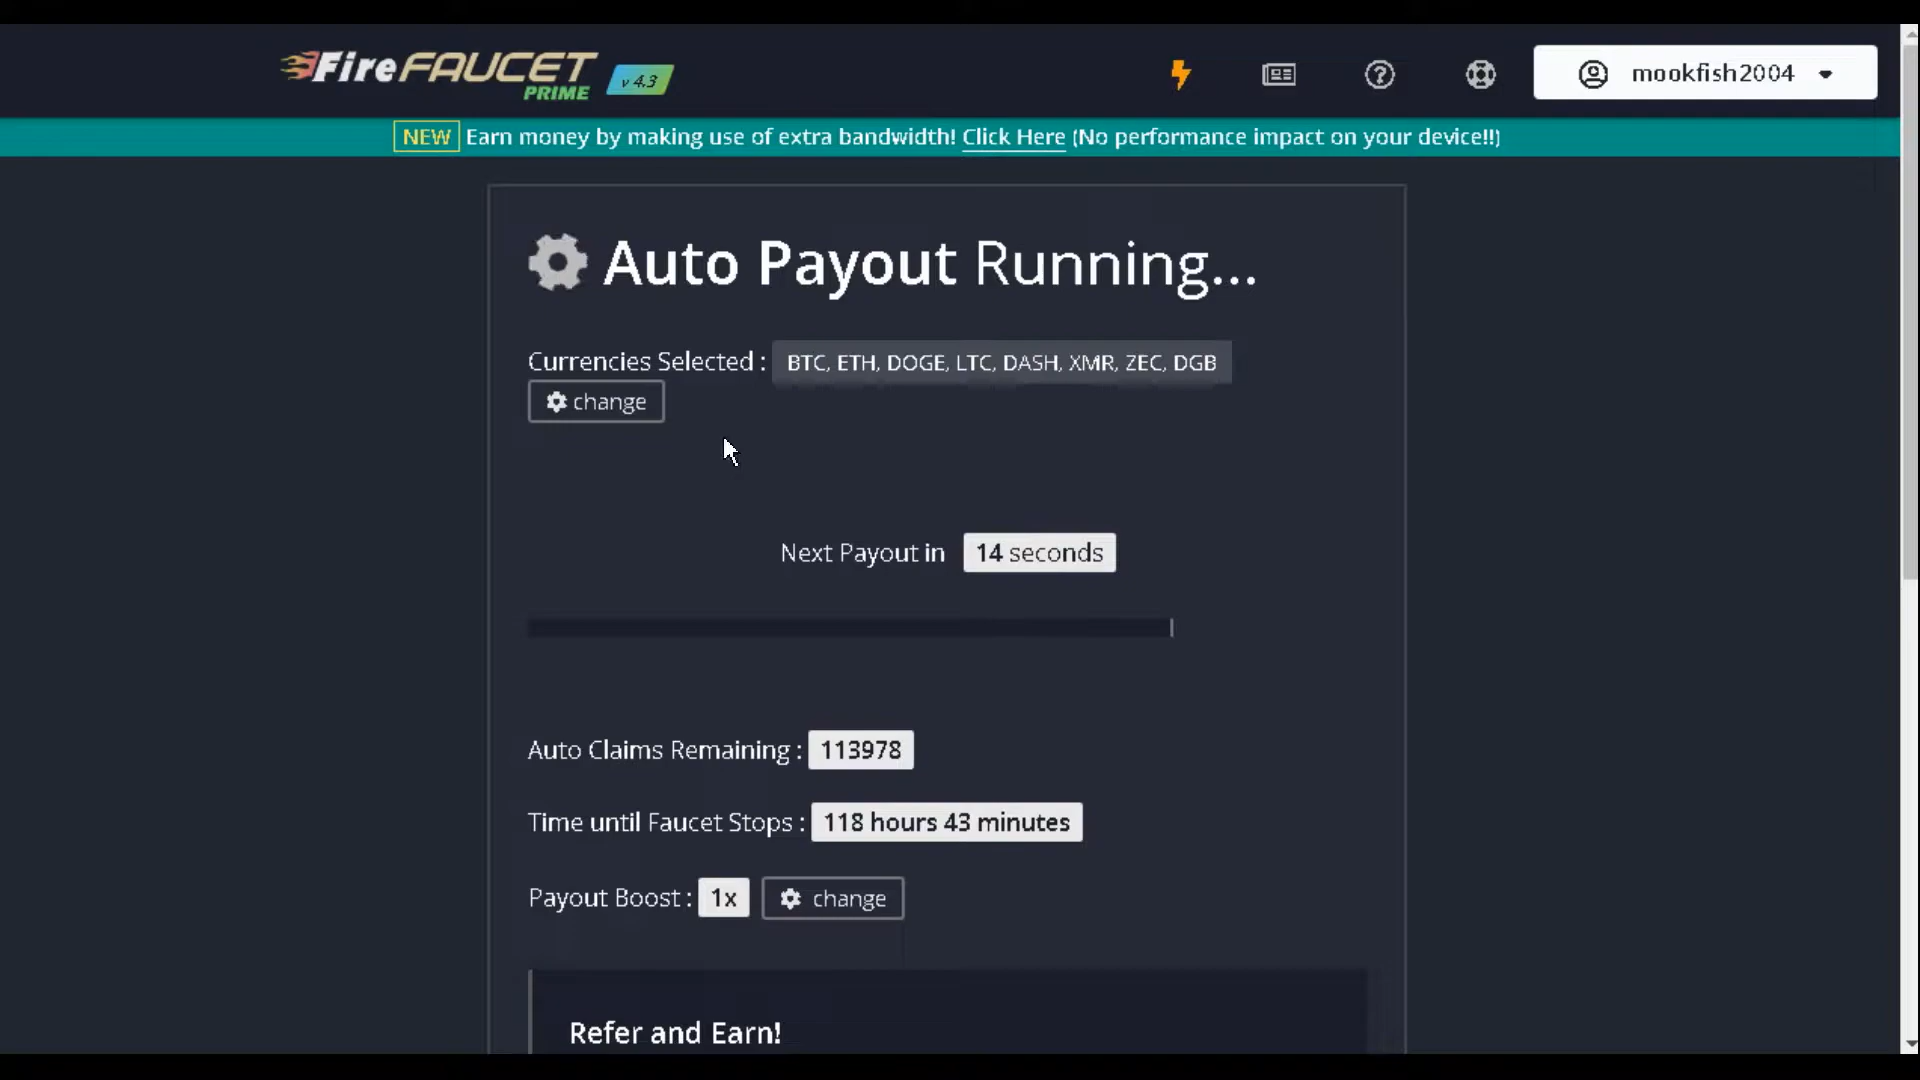 FireFAUCET
PRIME
v 4.3
mookfish2004
NEW Earn money by making use of extra bandwidth! Click Here (No performance impact on your device!!)
Auto Payout Running...
Currencies Selected : BTC, ETH, DOGE, LTC, DASH, XMR, ZEC, DGB
change
Next Payout in 14 seconds
Auto Claims Remaining : 113978
Time until Faucet Stops : 118 hours 43 minutes
Payout Boost : 1x change
Refer and Earn!